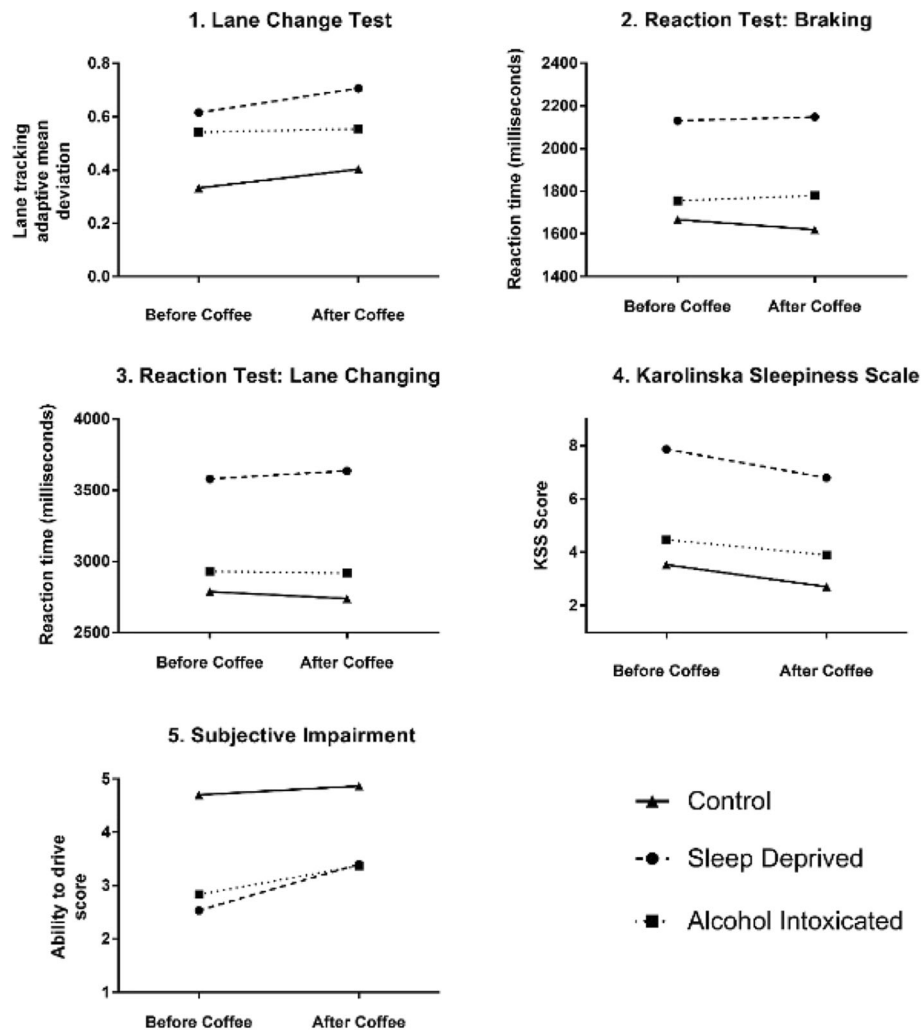 1. Lane Change Test
Lane tracking
adaptive mean
deviation
0.8
0.6
0.4
0.2
0.0
Before Coffee After Coffee
2. Reaction Test: Braking
Reaction time (milliseconds)
2400
2200
2000
1800
1600
1400
Before Coffee After Coffee
3. Reaction Test: Lane Changing
Reaction time (milliseconds)
4000
3500
3000
2500
Before Coffee After Coffee
4. Karolinska Sleepiness Scale
KSS Score
8
6
4
2
Before Coffee After Coffee
5. Subjective Impairment
Ability to drive
score
5
4
3
2
1
Before Coffee After Coffee
Control
Sleep Deprived
Alcohol Intoxicated